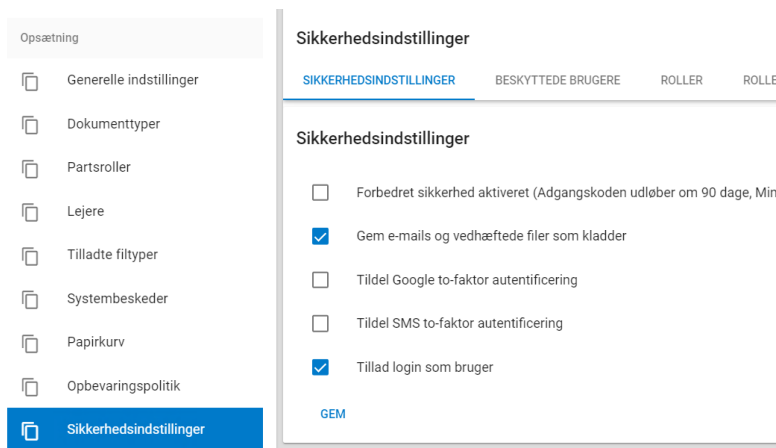 Opsætning
Generelle indstillinger
Dokumenttyper
Partsroller
Lejere
Tilladte filtyper
Systembeskeder
Papirkurv
Opbevaringspolitik
Sikkerhedsindstillinger
Sikkerhedsindstillinger
SIKKERHEDSINDSTILLINGER BESKYTTEDE BRUGERE ROLLER ROLLE
Sikkerhedsindstillinger
Forbedret sikkerhed aktiveret (Adgangskoden udløber om 90 dage, Min
Gem e-mails og vedhæftede filer som kladder
Tildel Google to-faktor autentificering
Tildel SMS to-faktor autentificering
Tillad login som bruger
GEM